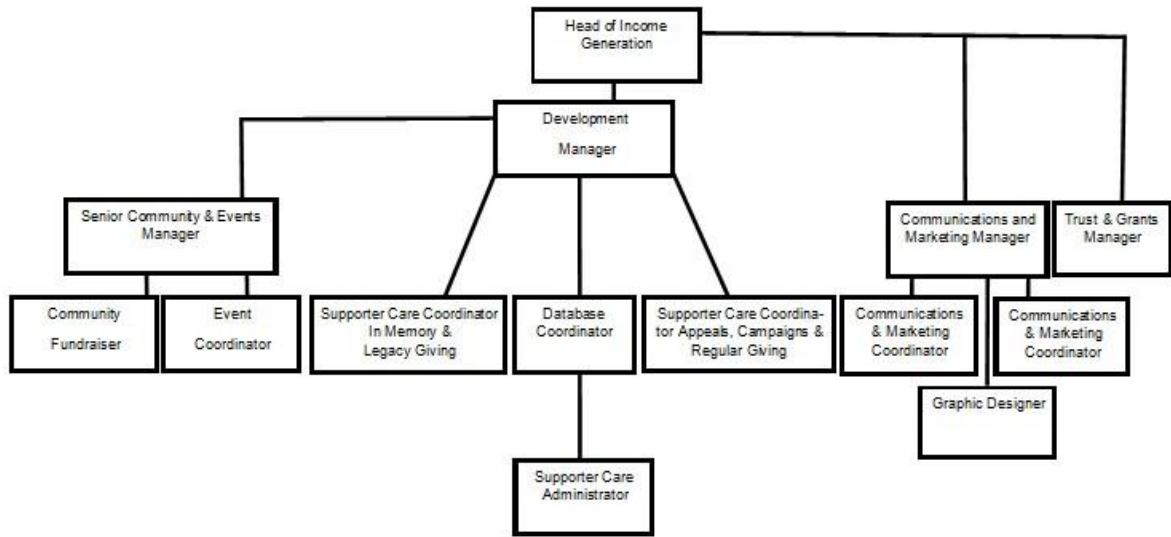 Head of Income
Generation
Development
Manager
Senior Community & Events
Manager
Communications and
Marketing Manager
Trust & Grants
Manager
Community
Fundraiser
Event
Coordinator
Supporter Care Coordinator
In Memory &
Legacy Giving
Database
Coordinator
Supporter Care Coordina-
tor Appeals, Campaigns &
Regular Giving
Communications
& Marketing
Coordinator
Communications
& Marketing
Coordinator
Graphic Designer
Supporter Care
Administrator